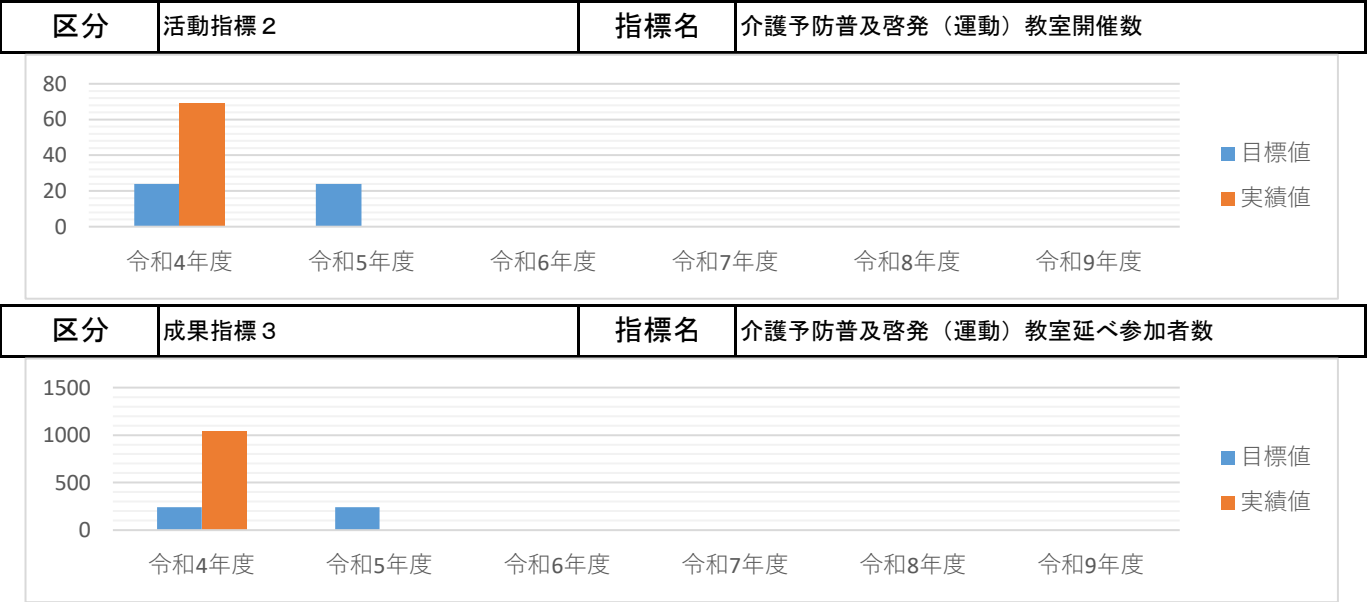 区分 活動指標２ 指標名 介護予防普及啓発（運動）教室開催数
80
60
40
20
0
令和4年度 令和5年度 令和6年度 令和7年度 令和8年度 令和9年度
目標値
実績値
区分 成果指標３ 指標名 介護予防普及啓発（運動）教室延べ参加者数
1500
1000
500
0
令和4年度 令和5年度 令和6年度 令和7年度 令和8年度 令和9年度
目標値
実績値